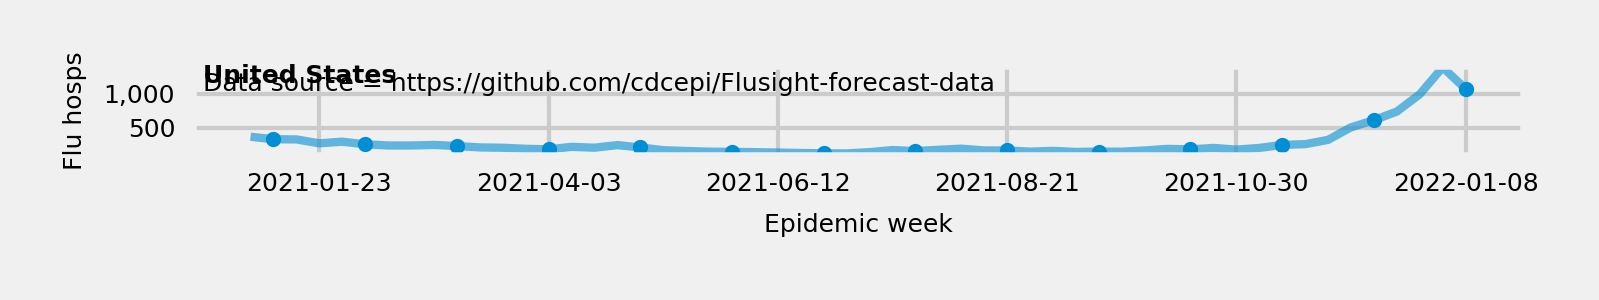 United States
Data source = https://github.com/cdcepi/Flusight-forecast-data
Flu hosps
1,000
500
2021-01-23 2021-04-03 2021-06-12 2021-08-21 2021-10-30 2022-01-08
Epidemic week